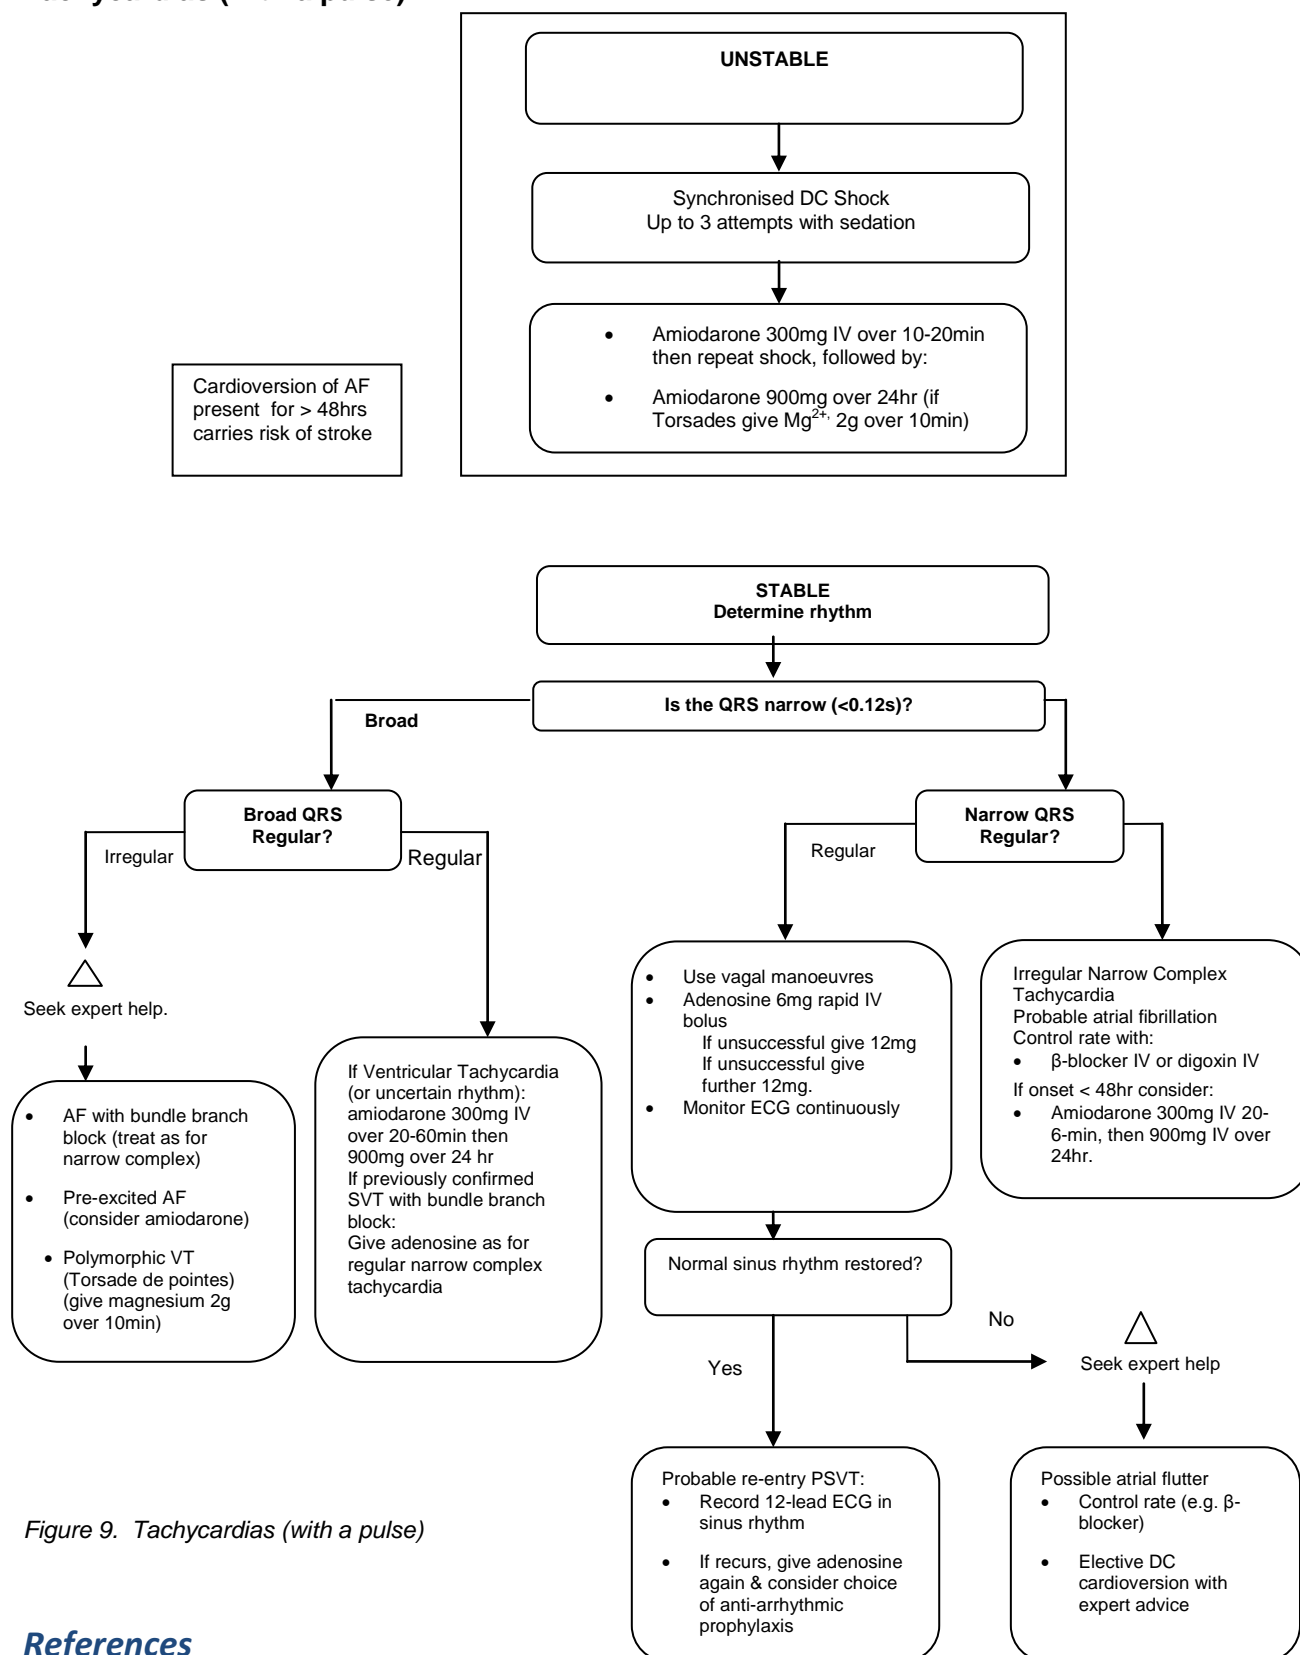 UNSTABLE
Synchronised DC Shock
Up to 3 attempts with sedation
• Amiodarone 300mg IV over 10-20min
then repeat shock, followed by:
• Amiodarone 900mg over 24hr (if
Torsades give Mg2+, 2g over 10min)
Cardioversion of AF
present for > 48hrs
carries risk of stroke
STABLE
Determine rhythm
Is the QRS narrow (<0.12s)?
Broad
Broad QRS
Regular?
Irregular
Regular
Narrow QRS
Regular?
Regular
Seek expert help.
• AF with bundle branch
block (treat as for
narrow complex)
• Pre-excited AF
(consider amiodarone)
• Polymorphic VT
(Torsade de pointes)
(give magnesium 2g
over 10min)
If Ventricular Tachycardia
(or uncertain rhythm):
amiodarone 300mg IV
over 20-60min then
900mg over 24 hr
If previously confirmed
SVT with bundle branch
block:
Give adenosine as for
regular narrow complex
tachycardia
• Use vagal manoeuvres
• Adenosine 6mg rapid IV
bolus
If unsuccessful give 12mg
If unsuccessful give
further 12mg.
• Monitor ECG continuously
Irregular Narrow Complex
Tachycardia
Probable atrial fibrillation
Control rate with:
• β-blocker IV or digoxin IV
If onset < 48hr consider:
• Amiodarone 300mg IV 20-
6-min, then 900mg IV over
24hr.
Normal sinus rhythm restored?
No
Yes
Seek expert help
Probable re-entry PSVT:
• Record 12-lead ECG in
sinus rhythm
• If recurs, give adenosine
again & consider choice
of anti-arrhythmic
prophylaxis
Possible atrial flutter
• Control rate (e.g. β-
blocker)
• Elective DC
cardioversion with
expert advice
Figure 9. Tachycardias (with a pulse)
References